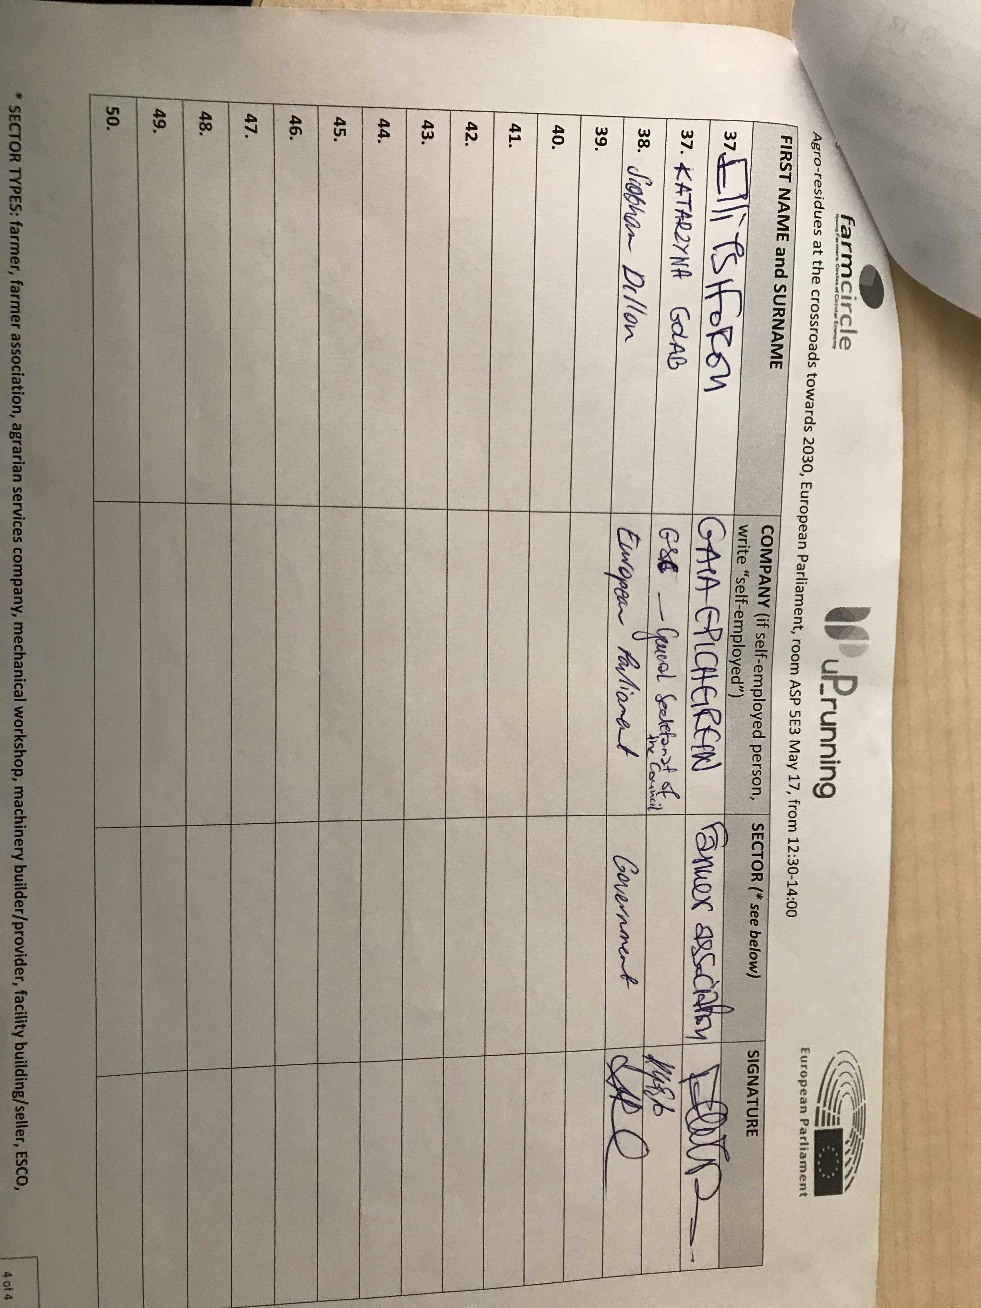 farmcircle
uP_running
European Parliament
Agro-residues at the crossroads towards 2030, European Parliament, room ASP 5E3 May 17, from 12:30-14:00
FIRST NAME and SURNAME COMPANY (if self-employed person, write "self-employed") SECTOR (* see below) SIGNATURE
37. Elli TSIFOROU GAIA EPICHEIREIN Farmer association
37. KATARZYNA GOLAB GSC – General Secretariat of the Council
38. Siobhan Dillon European Parliament Government
39.
40.
41.
42.
43.
44.
45.
46.
47.
48.
49.
50.
* SECTOR TYPES: farmer, farmer association, agrarian services company, mechanical workshop, machinery builder/provider, facility building/seller, ESCO,
4 of 4